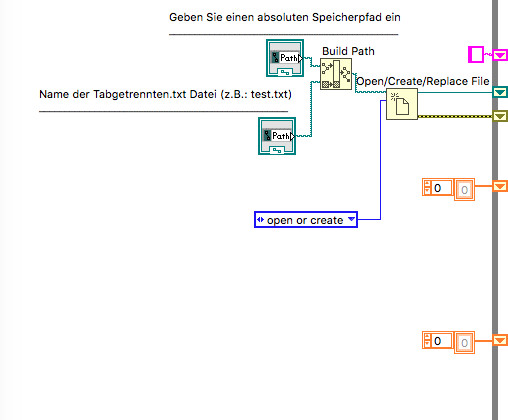 Geben Sie einen absoluten Speicherpfad ein
Build Path
Path
Open/Create/Replace File
Name der Tabgetrennten.txt Datei (z.B.: test.txt)
Path
0 0
open or create
0 0